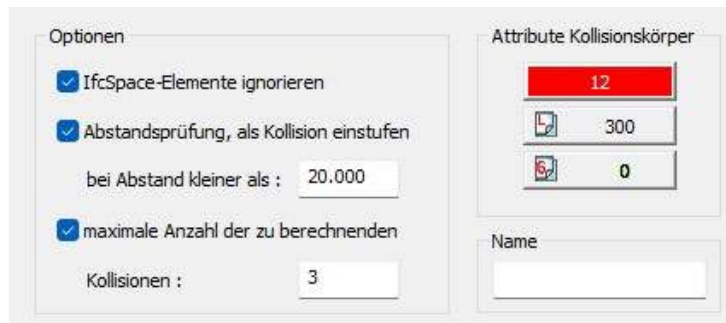 Optionen
IfcSpace-Elemente ignorieren
Abstandsprüfung, als Kollision einstufen
bei Abstand kleiner als : 20.000
maximale Anzahl der zu berechnenden
Kollisionen : 3
Attribute Kollisionskörper
12
L 300
6 0
Name